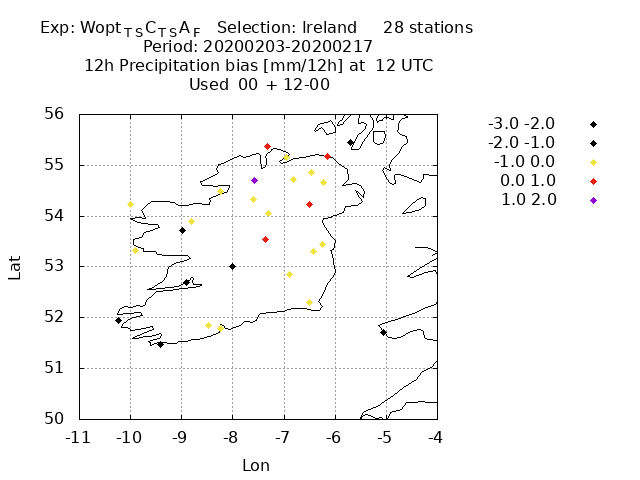 Exp: Wopt_TS C_TS A_F Selection: Ireland 28 stations
Period: 20200203-20200217
12h Precipitation bias [mm/12h] at 12 UTC
Used 00 + 12-00
-3.0 -2.0
-2.0 -1.0
-1.0 0.0
0.0 1.0
1.0 2.0
56
55
54
53
52
51
50
Lat
-11 -10 -9 -8 -7 -6 -5 -4
Lon